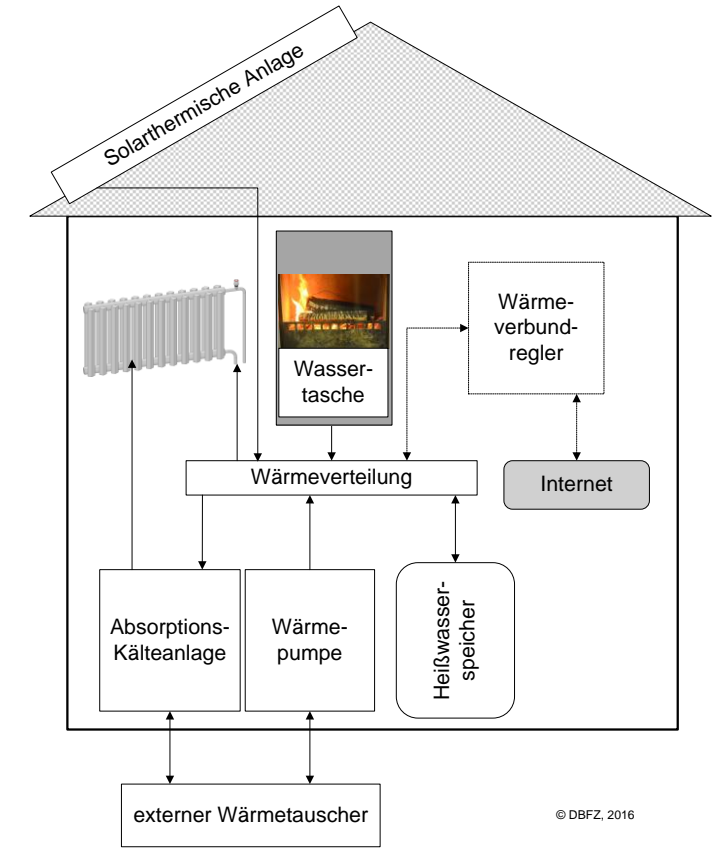 Solarthermische Anlage
Wärme-
verbund-
regler
Wasser-
tasche
Wärmeverteilung
Internet
Absorptions-
Kälteanlage
Wärme-
pumpe
Heißwasser-
speicher
externer Wärmetauscher
© DBFZ, 2016